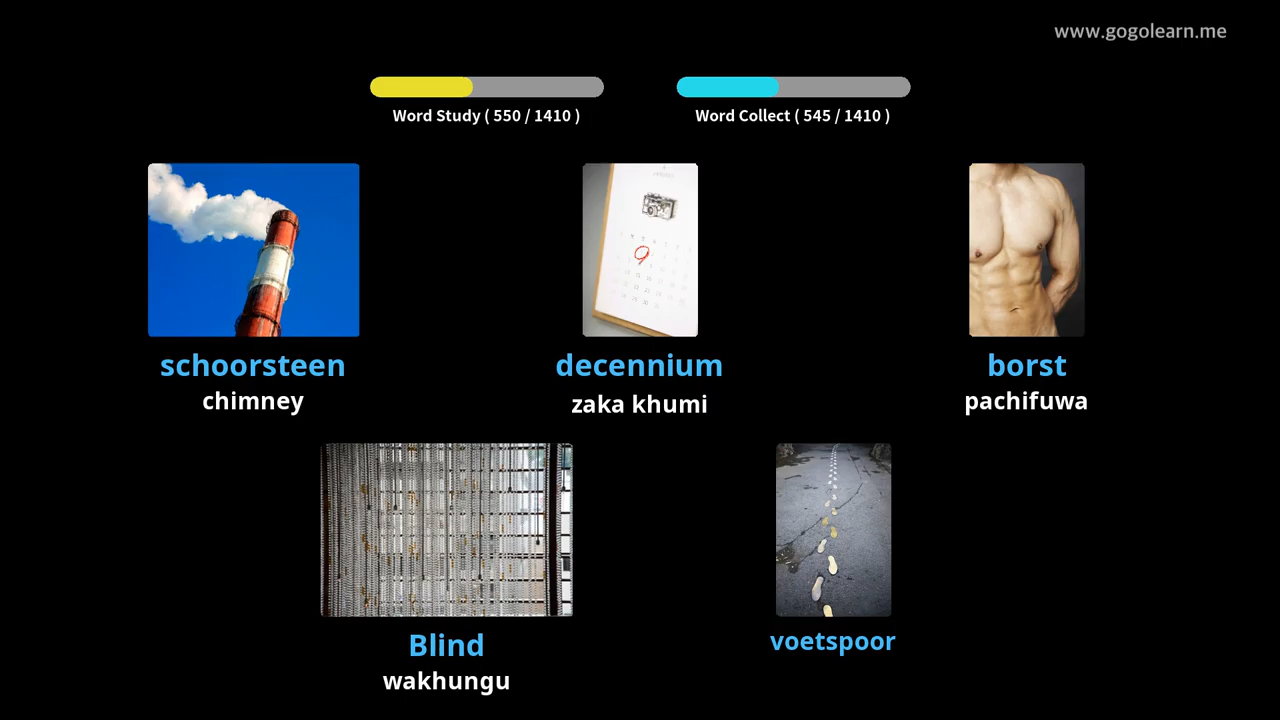 www.gogolearn.me
Word Study ( 550 / 1410 )
Word Collect ( 545 / 1410 )
schoorsteen
chimney
decennium
zaka khumi
borst
pachifuwa
Blind
wakhungu
voetspoor